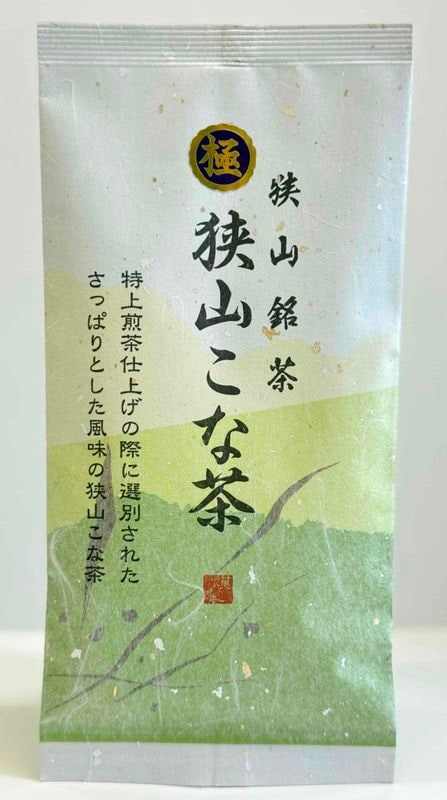 狭山銘茶
極
狭山こな茶
特上煎茶仕上げの際に選別された
さっぱりとした風味の狭山こな茶